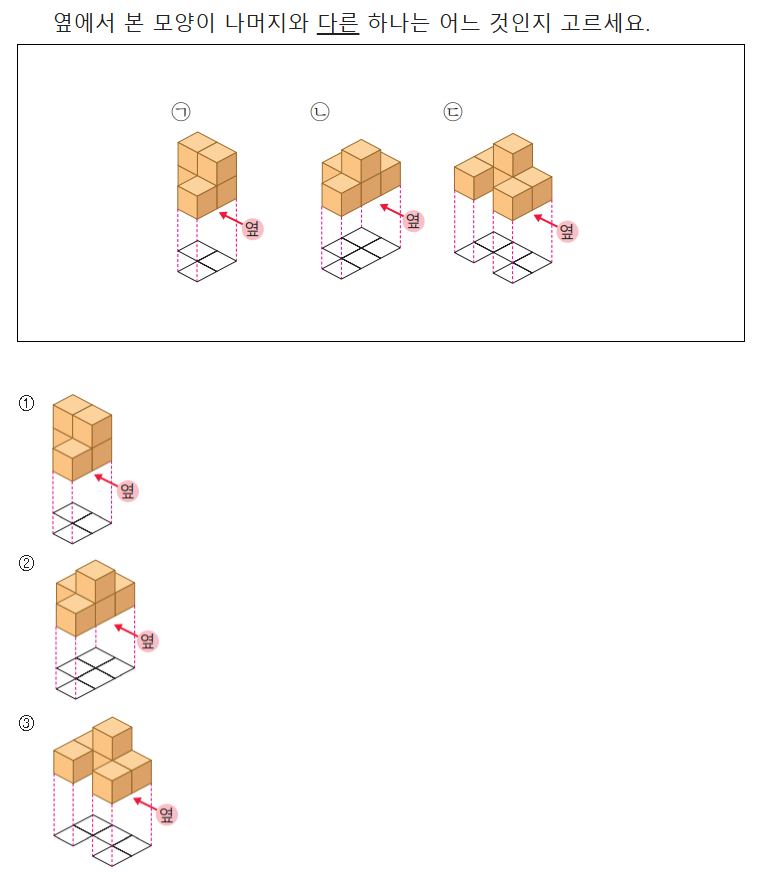 옆에서 본 모양이 나머지와 다른 하나는 어느 것인지 고르세요.
㉠ ㉡ ㉢
옆 옆 옆
①
옆
②
옆
③
옆